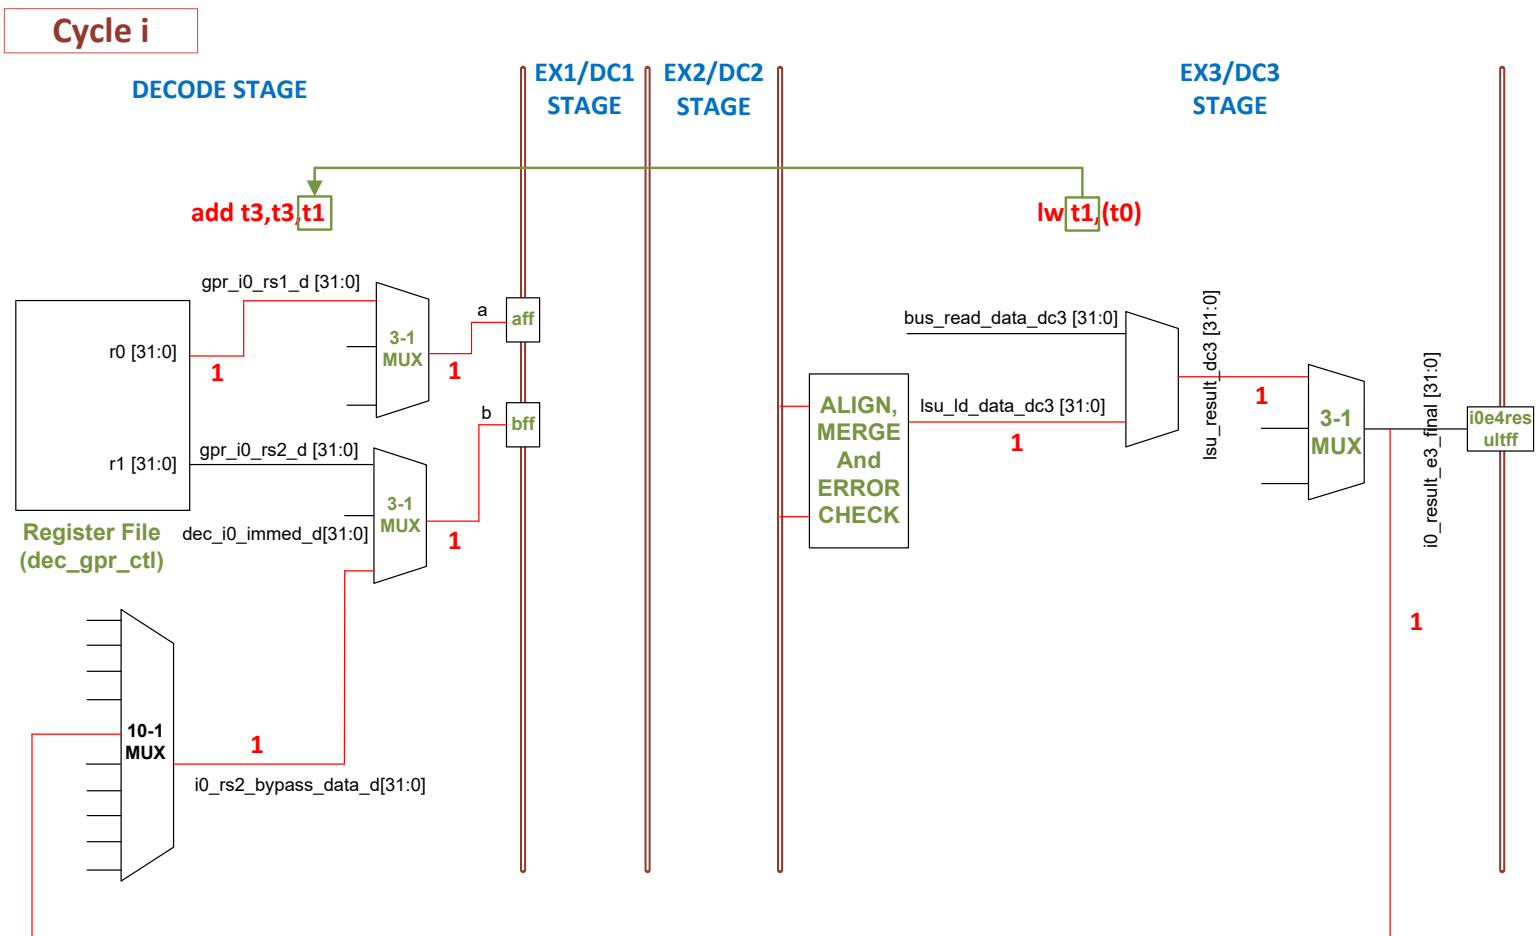 Cycle i
DECODE STAGE
EX1/DC1
STAGE
EX2/DC2
STAGE
EX3/DC3
STAGE
add t3,t3,t1
lw t1,(t0)
gpr_i0_rs1_d [31:0]
r0 [31:0]
1
3-1
MUX
1
a
aff
b
bff
gpr_i0_rs2_d [31:0]
r1 [31:0]
3-1
MUX
1
dec_i0_immed_d[31:0]
Register File
(dec_gpr_ctl)
10-1
MUX
1
i0_rs2_bypass_data_d[31:0]
bus_read_data_dc3 [31:0]
ALIGN,
MERGE
And
ERROR
CHECK
lsu_ld_data_dc3 [31:0]
1
lsu_result_dc3 [31:0]
1
3-1
MUX
i0_result_e3_final [31:0]
i0e4res
ultff
1